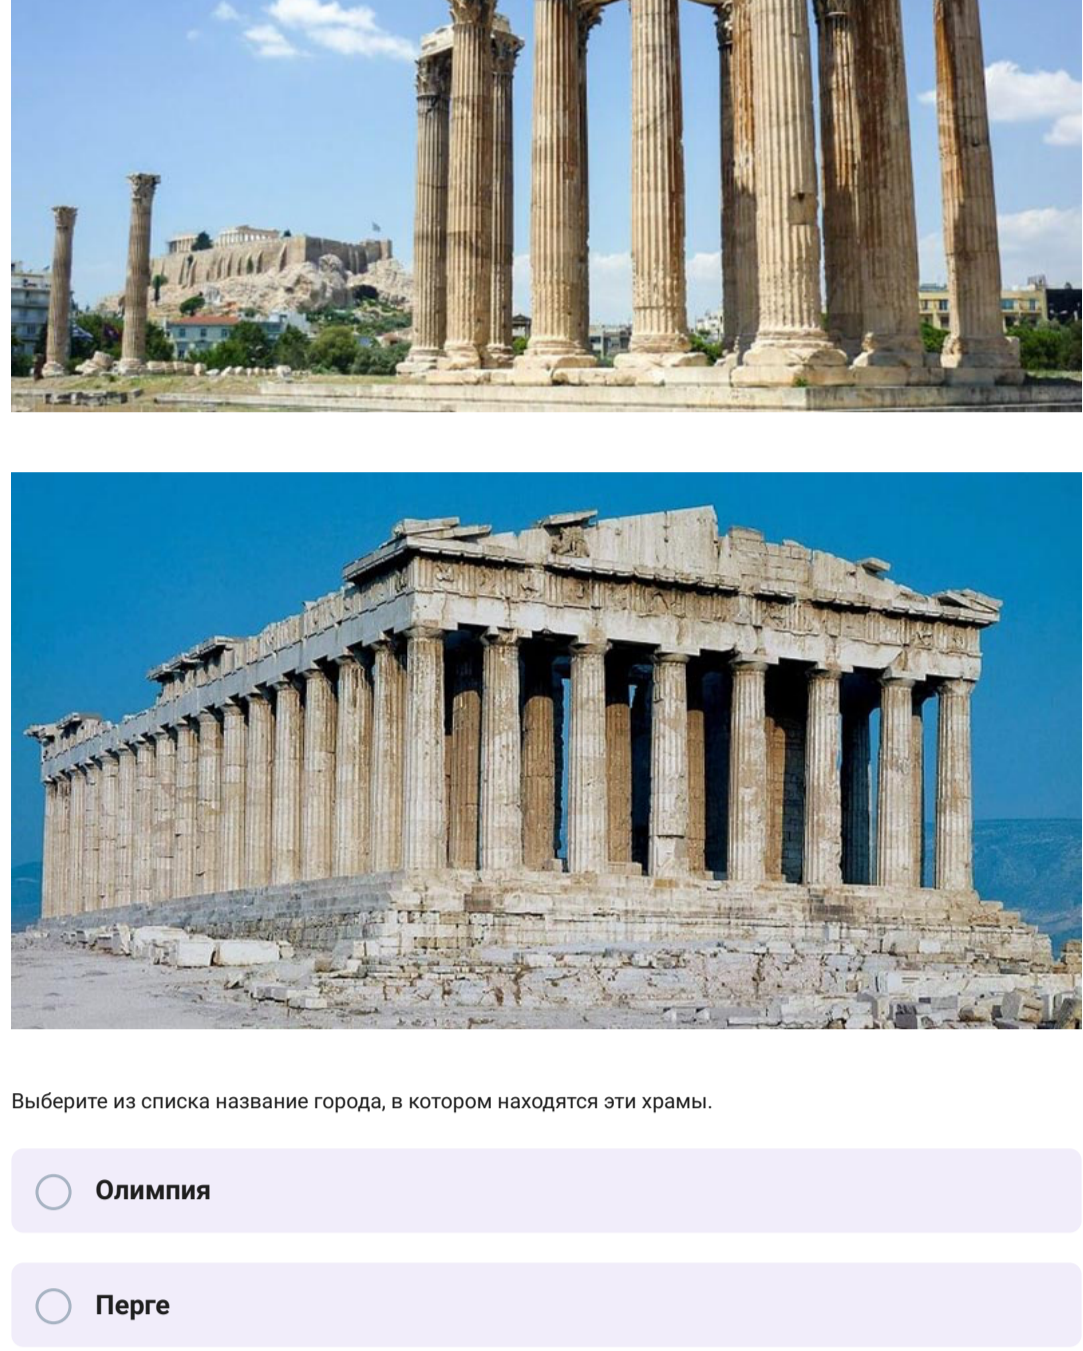 Выберите из списка название города, в котором находятся эти храмы.
Олимпия
Перге